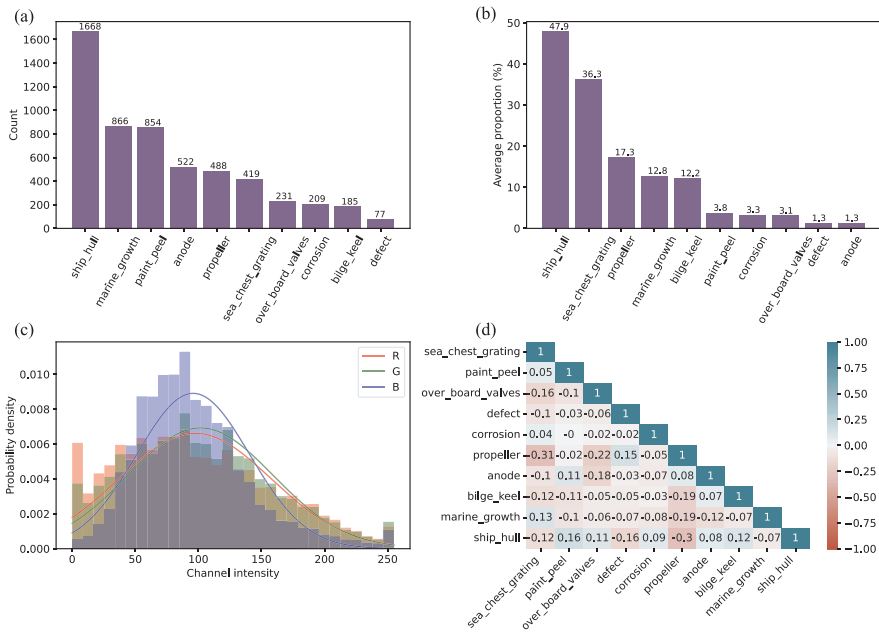 (a)
1668
1600
1400
1200
1000
800
600
400
200
0
Count
866
854
522
488
419
231
209
185
77
ship_hull
marine_growth
paint_peel
anode
propeller
sea_chest_grating
over_board_valves
corrosion
bilge_keel
defect
(b)
50
40
30
20
10
0
Average proportion (%)
47.9
36.3
17.3
12.8
12.2
3.8
3.3
3.1
1.3
1.3
ship_hull
sea_chest_grating
propeller
marine_growth
bilge_keel
paint_peel
corrosion
over_board_valves
defect
anode
(c)
R
G
B
0.010
0.008
0.006
0.004
0.002
0.000
Probability density
0 50 100 150 200 250
Channel intensity
(d)
sea_chest_grating 1
paint_peel 0.05 1
over_board_valves -0.16 -0.1 1
defect -0.1 -0.03 -0.06 1
corrosion -0.04 -0 -0.02 -0.02 1
propeller -0.31 -0.02 -0.22 0.15 -0.05 1
anode -0.1 0.11 -0.18 -0.03 -0.07 0.08 1
bilge_keel -0.12 -0.11 -0.05 -0.05 -0.03 -0.19 0.07 1
marine_growth 0.13 -0.1 -0.06 -0.07 -0.08 -0.19 -0.12 -0.07 1
ship_hull -0.12 0.16 0.11 -0.16 0.09 -0.3 0.08 0.12 -0.07 1
sea_chest_grating
paint_peel
over_board_valves
defect
corrosion
propeller
anode
bilge_keel
marine_growth
ship_hull
1.00
0.75
0.50
0.25
0.00
-0.25
-0.50
-0.75
-1.00